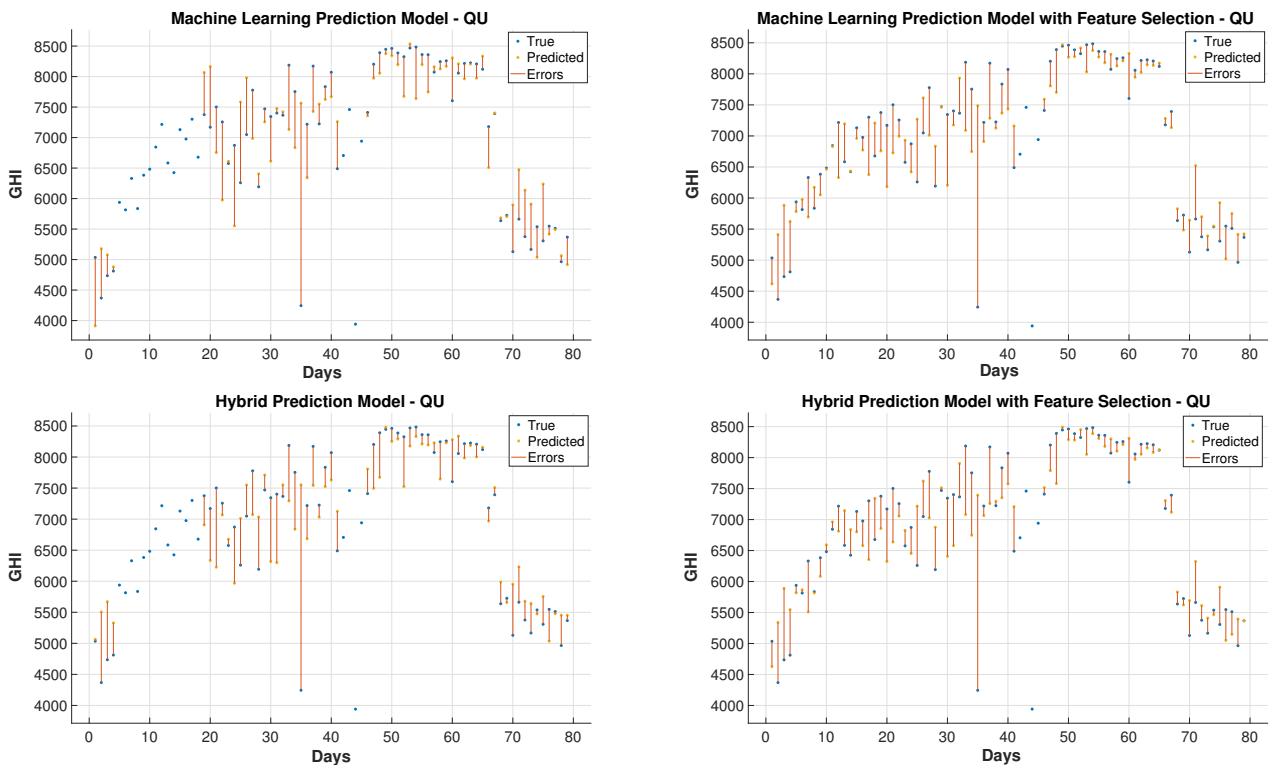 Machine Learning Prediction Model - QU
GHI
8500
8000
7500
7000
6500
6000
5500
5000
4500
4000
True
Predicted
Errors
0 10 20 30 40 50 60 70 80
Days
Machine Learning Prediction Model with Feature Selection - QU
GHI
8500
8000
7500
7000
6500
6000
5500
5000
4500
4000
True
Predicted
Errors
0 10 20 30 40 50 60 70 80
Days
Hybrid Prediction Model - QU
GHI
8500
8000
7500
7000
6500
6000
5500
5000
4500
4000
True
Predicted
Errors
0 10 20 30 40 50 60 70 80
Days
Hybrid Prediction Model with Feature Selection - QU
GHI
8500
8000
7500
7000
6500
6000
5500
5000
4500
4000
True
Predicted
Errors
0 10 20 30 40 50 60 70 80
Days